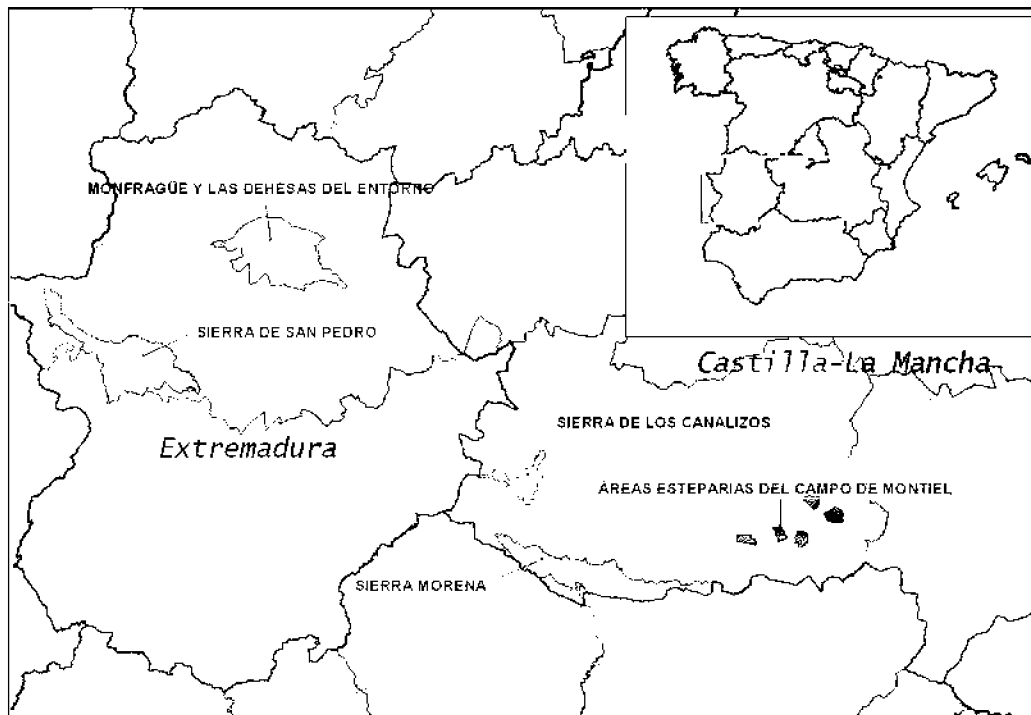 MONFRAGÜE Y LAS DEHESAS DEL ENTORNO
SIERRA DE SAN PEDRO
Castilla-La Mancha
SIERRA DE LOS CANALIZOS
Extremadura
ÁREAS ESTEPARIAS DEL CAMPO DE MONTIEL
SIERRA MORENA